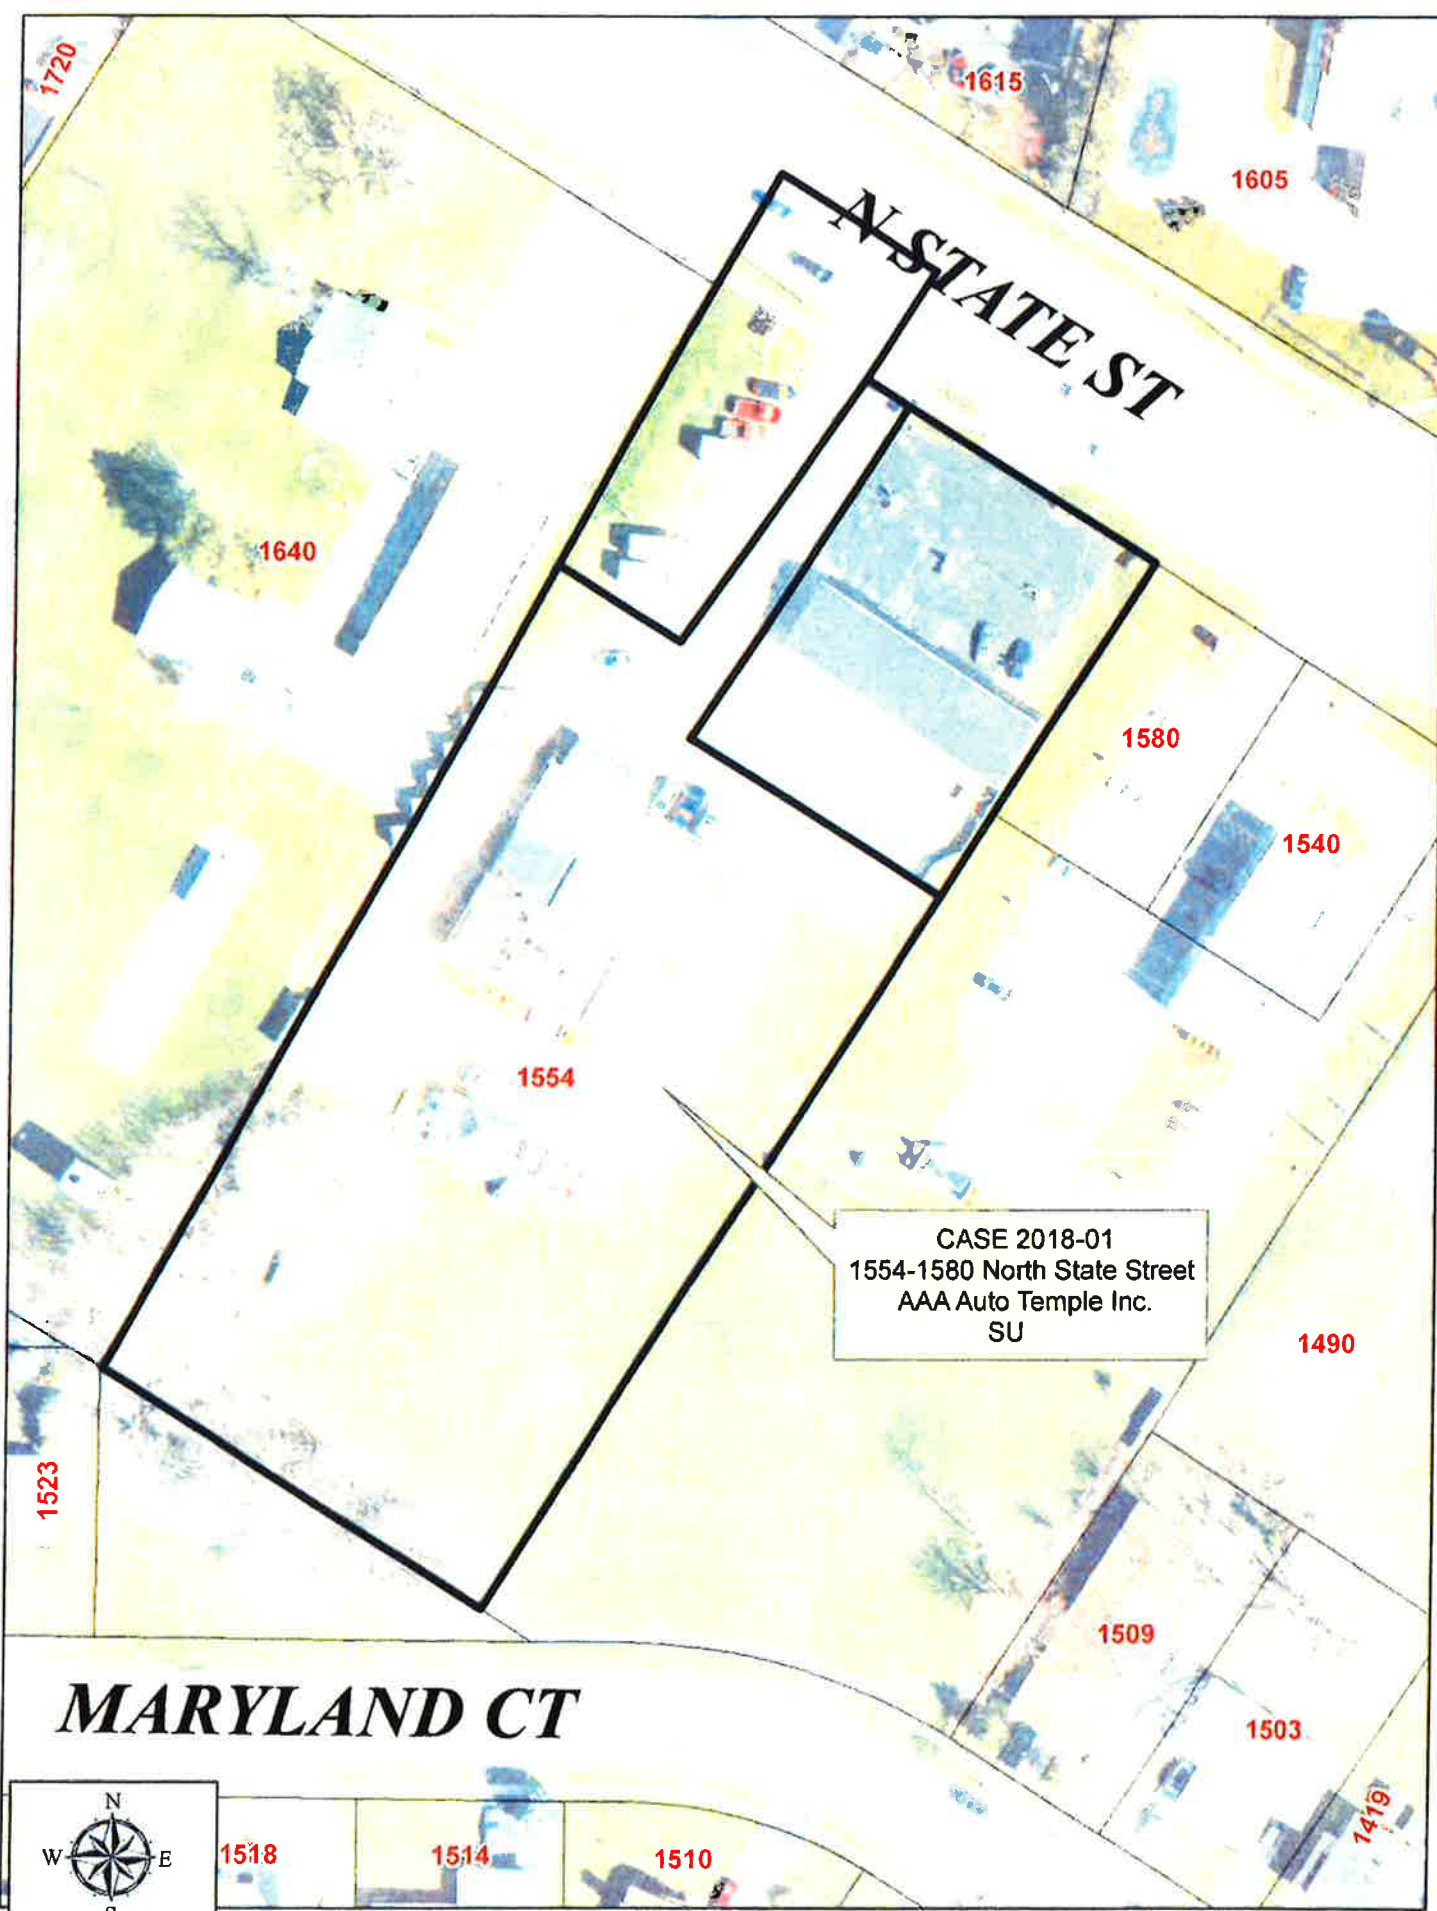 1720
1615
1605
N STATE ST
1640
1580
1540
1554
CASE 2018-01
1554-1580 North State Street
AAA Auto Temple Inc.
SU
1490
1523
1509
MARYLAND CT
1503
1419
N
W E
S
1518
1514
1510